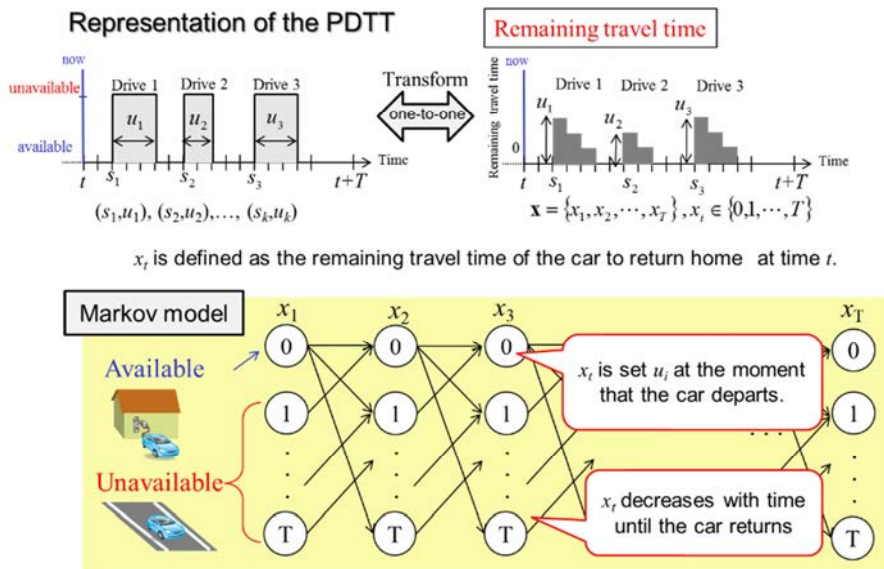 Representation of the PDTT
now
unavailable
available
Drive 1 Drive 2 Drive 3
u₁ u₂ u₃
Time
t s₁ s₂ s₃ t+T
(s₁,u₁), (s₂,u₂),…, (sₖ,uₖ)
Transform
one-to-one
Remaining travel time
now
Remaining travel time
0
Drive 1 Drive 2 Drive 3
u₁ u₂ u₃
Time
t s₁ s₂ s₃ t+T
x = {x₁, x₂, ⋯, x_T}, xₜ ∈ {0,1,⋯,T}
xₜ is defined as the remaining travel time of the car to return home at time t.
Markov model
x₁ x₂ x₃ x_T
Available
0 0 0 0
1 1 1 1
Unavailable
T T T T
xₜ is set uᵢ at the moment
that the car departs.
xₜ decreases with time
until the car returns